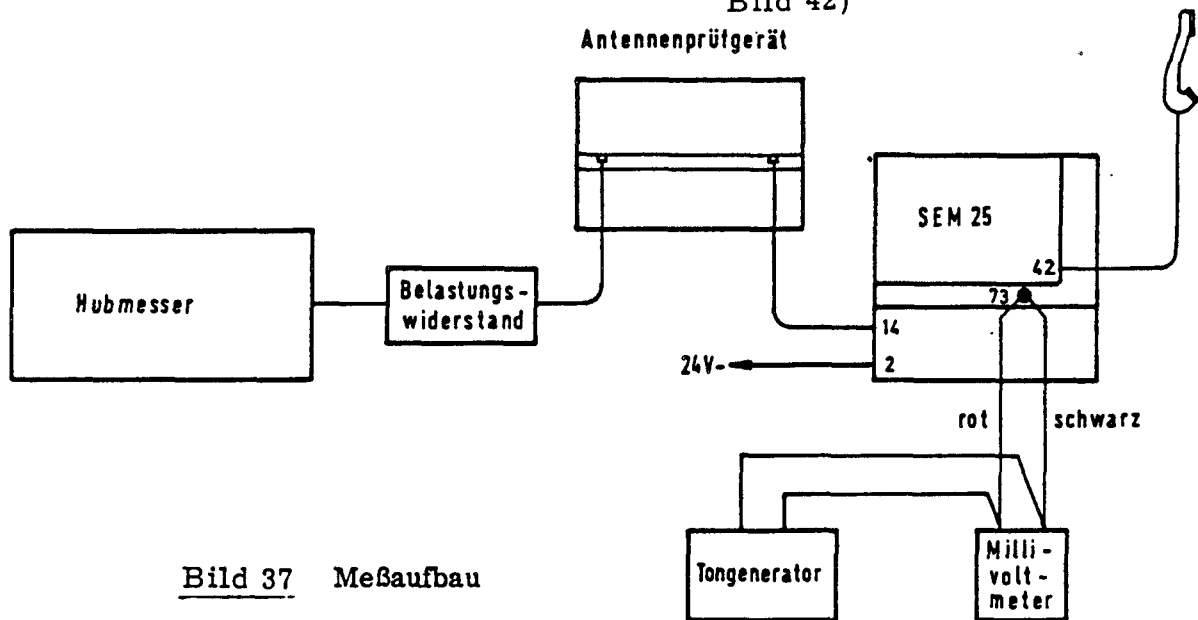 Bild 42)
Antennenprüfgerät
SEM 25
42
73
Hubmesser
Belastungs-
widerstand
14
24V-
2
rot
schwarz
Tongenerator
Milli-
volt-
meter
Bild 37 Meßaufbau